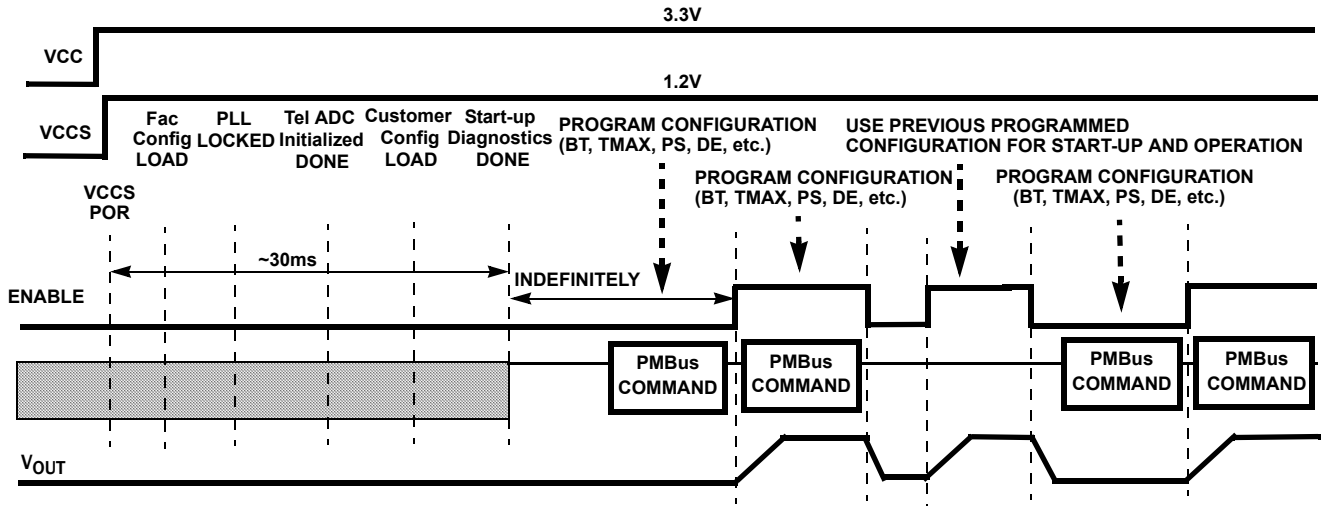 3.3V
VCC
1.2V
VCCS
Fac
Config
LOAD
PLL
LOCKED
Tel ADC
Initialized
DONE
Customer
Config
LOAD
Start-up
Diagnostics
DONE
PROGRAM CONFIGURATION
(BT, TMAX, PS, DE, etc.)
USE PREVIOUS PROGRAMMED
CONFIGURATION FOR START-UP AND OPERATION
PROGRAM CONFIGURATION
(BT, TMAX, PS, DE, etc.)
PROGRAM CONFIGURATION
(BT, TMAX, PS, DE, etc.)
VCCS
POR
~30ms
INDEFINITELY
ENABLE
PMBus
COMMAND
PMBus
COMMAND
PMBus
COMMAND
PMBus
COMMAND
VOUT